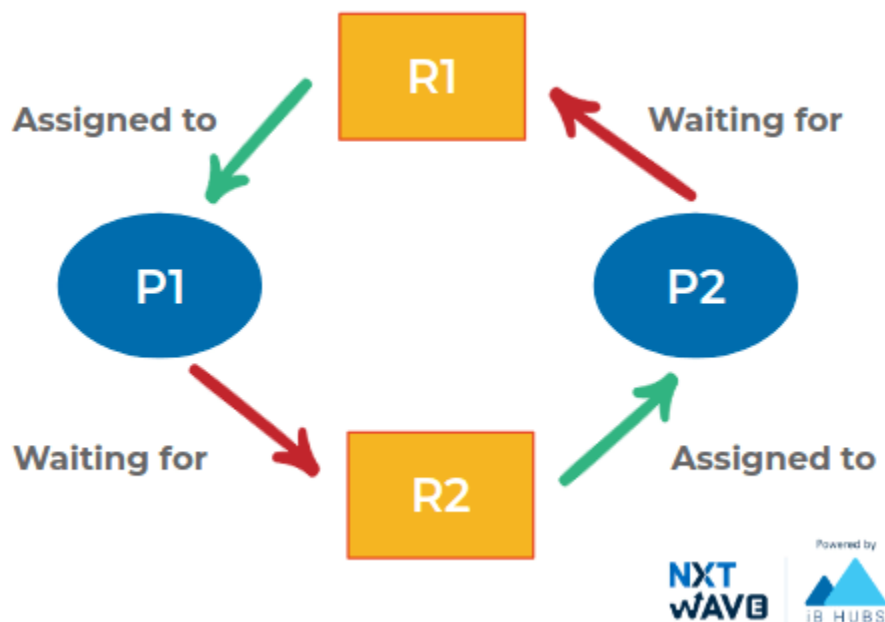 R1
Assigned to
Waiting for
P1
P2
Waiting for
R2
Assigned to
Powered by
NXT
WAVE
iB HUBS